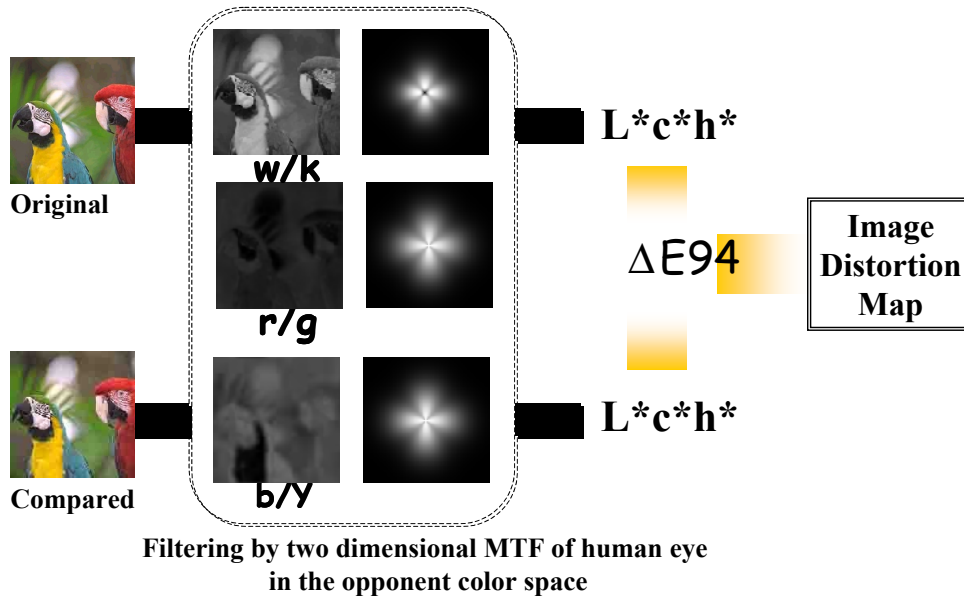 Original
w/k
r/g
b/Y
Compared
L*c*h*
ΔE94
L*c*h*
Image
Distortion
Map
Filtering by two dimensional MTF of human eye
in the opponent color space